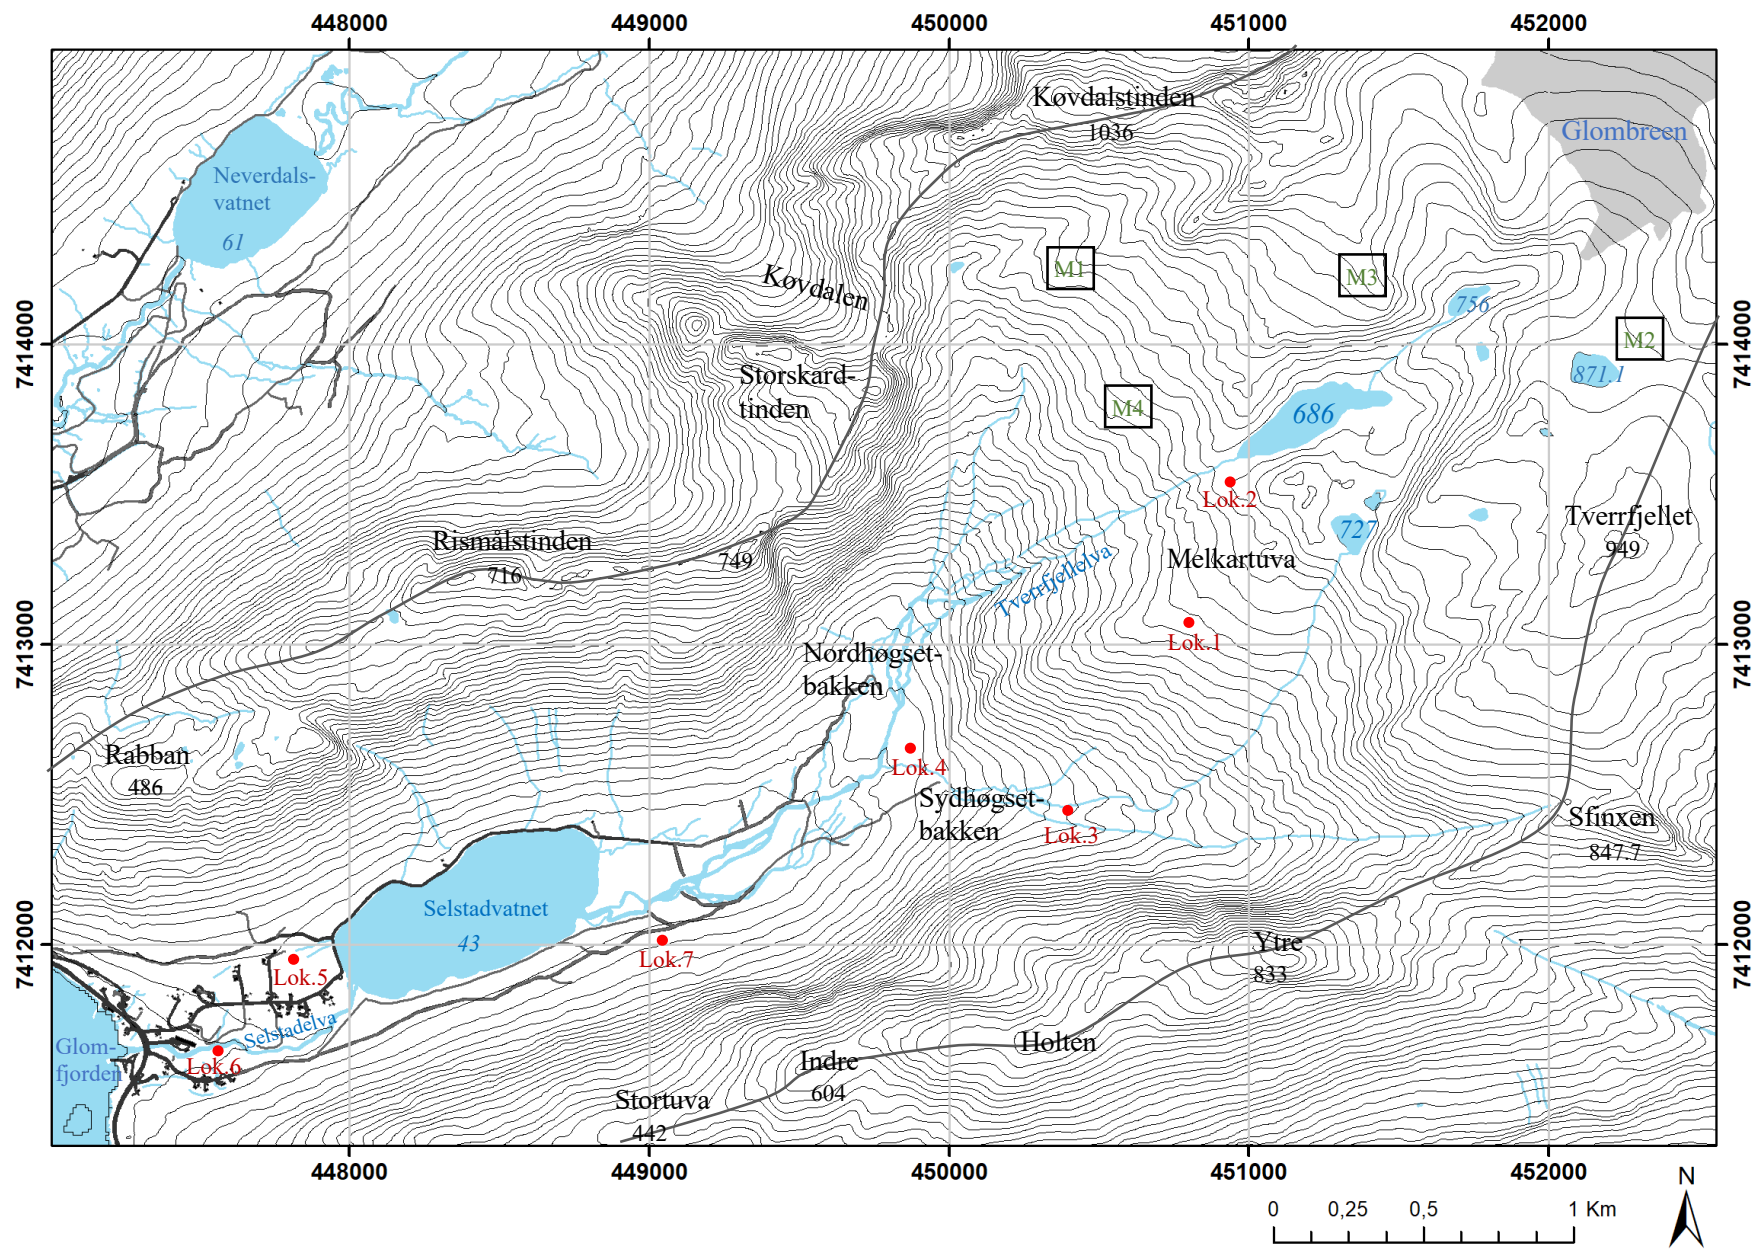 448000 449000 450000 451000 452000
Køvdalstinden
1036
Glombreen
Neverdals-
vatnet
61
Køvdalen
M1
M3
756
M2
7414000
7414000
871.1
Storskard-
tinden
M4
686
Lok.2
Tverrfjellet
949
727
Rismålstinden
716
749
Melkartuva
Tverrfjellelva
Lok.1
7413000
7413000
Nordhøgset-
bakken
Rabban
486
Lok.4
Sydhøgset-
bakken
Lok.3
Sfinxen
847.7
Selstadvatnet
43
7412000
7412000
Ytre
833
Lok.7
Lok.5
Selstadelva
Glom-
fjorden
Lok.6
Holten
Indre
604
Stortuva
442
448000 449000 450000 451000 452000
N
0 0,25 0,5 1 Km